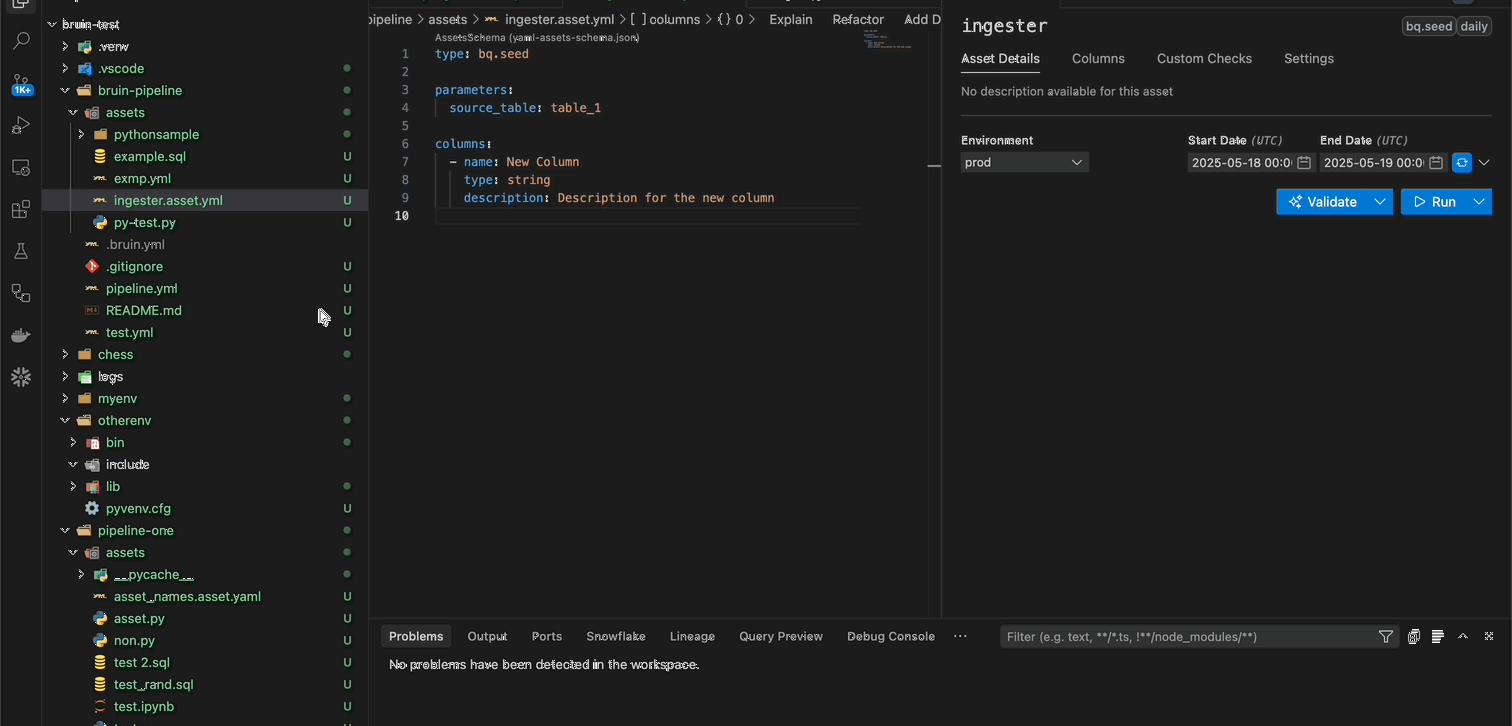 bruin-test
.venv
.vscode
bruin-pipeline
assets
pythonsample
example.sql U
exmp.yml U
ingester.asset.yml U
py-test.py U
.bruin.yml
.gitignore U
pipeline.yml U
README.md U
test.yml U
chess
logs
myenv
otherenv
bin
include
lib
pyvenv.cfg U
pipeline-one
assets
__pycache__
asset_names.asset.yaml U
asset.py U
non.py U
test 2.sql U
test_rand.sql U
test.ipynb U
1K+
pipeline > assets > ingester.asset.yml > [ ] columns > {} 0 > Explain Refactor Add D
AssetsSchema (yaml-assets-schema.json)
1 type: bq.seed
2
3 parameters:
4 source_table: table_1
5
6 columns:
7 - name: New Column
8 type: string
9 description: Description for the new column
10
ingester bq.seed daily
Asset Details Columns Custom Checks Settings
No description available for this asset
Environment Start Date (UTC) End Date (UTC)
prod 2025-05-18 00:0 2025-05-19 00:0
Validate Run
Problems Output Ports Snowflake Lineage Query Preview Debug Console ... Filter (e.g. text, **/*.ts, !**/node_modules/**)
No problems have been detected in the workspace.